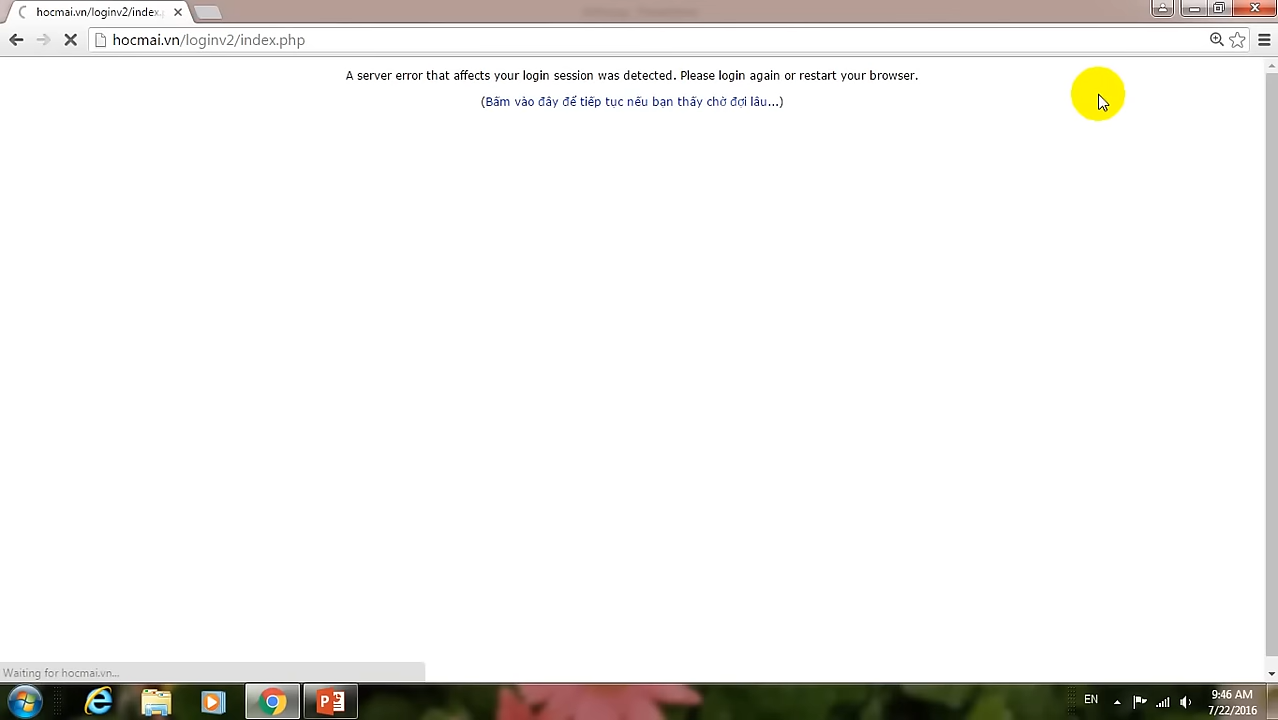 hocmai.vn/loginv2/index.
hocmai.vn/loginv2/index.php
A server error that affects your login session was detected. Please login again or restart your browser.
(Bấm vào đây để tiếp tục nếu bạn thấy chờ đợi lâu...)
Waiting for hocmai.vn...
EN
9:46 AM
7/22/2016